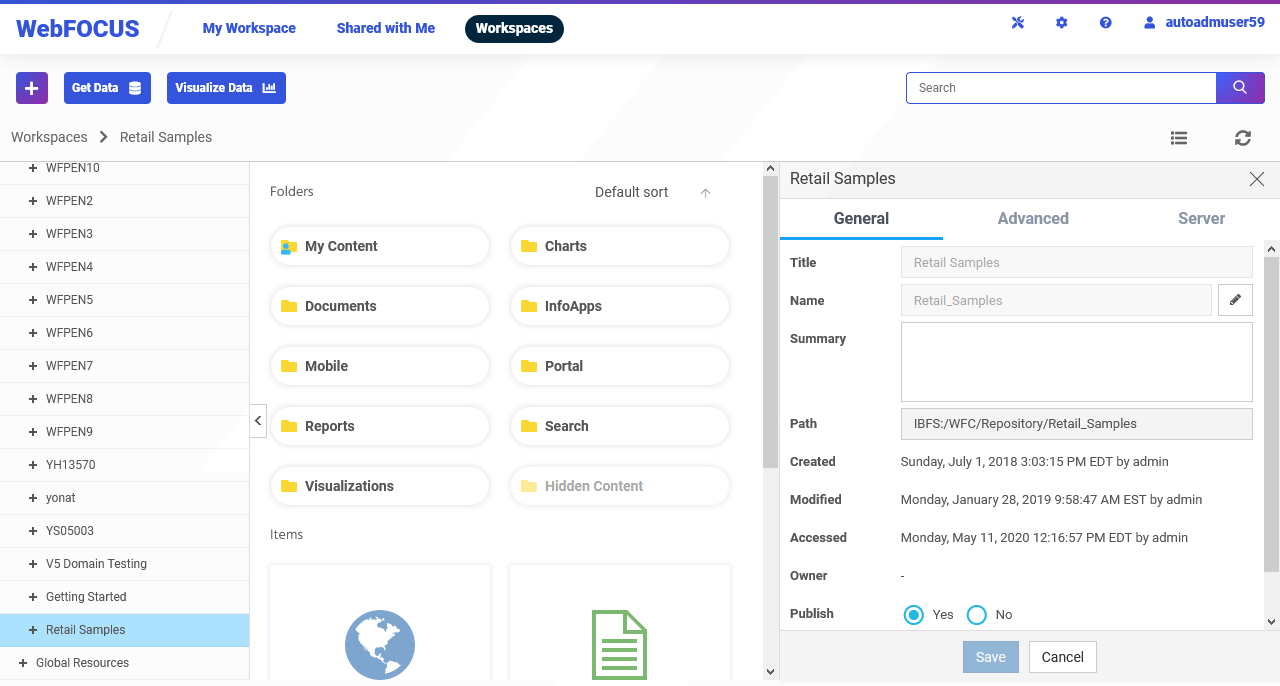 WebFOCUS
My Workspace
Shared with Me
Workspaces
autoadmuser59
Get Data
Visualize Data
Search
Workspaces
Retail Samples
WFPEN10
WFPEN2
WFPEN3
WFPEN4
WFPEN5
WFPEN6
WFPEN7
WFPEN8
WFPEN9
YH13570
yonat
YS05003
V5 Domain Testing
Getting Started
Retail Samples
Global Resources
Folders
Default sort
My Content
Charts
Documents
InfoApps
Mobile
Portal
Reports
Search
Visualizations
Hidden Content
Items
Retail Samples
General
Advanced
Server
Title
Retail Samples
Name
Retail_Samples
Summary
Path
IBFS:/WFC/Repository/Retail_Samples
Created
Sunday, July 1, 2018 3:03:15 PM EDT by admin
Modified
Monday, January 28, 2019 9:58:47 AM EST by admin
Accessed
Monday, May 11, 2020 12:16:57 PM EDT by admin
Owner
-
Publish
Yes
No
Save
Cancel